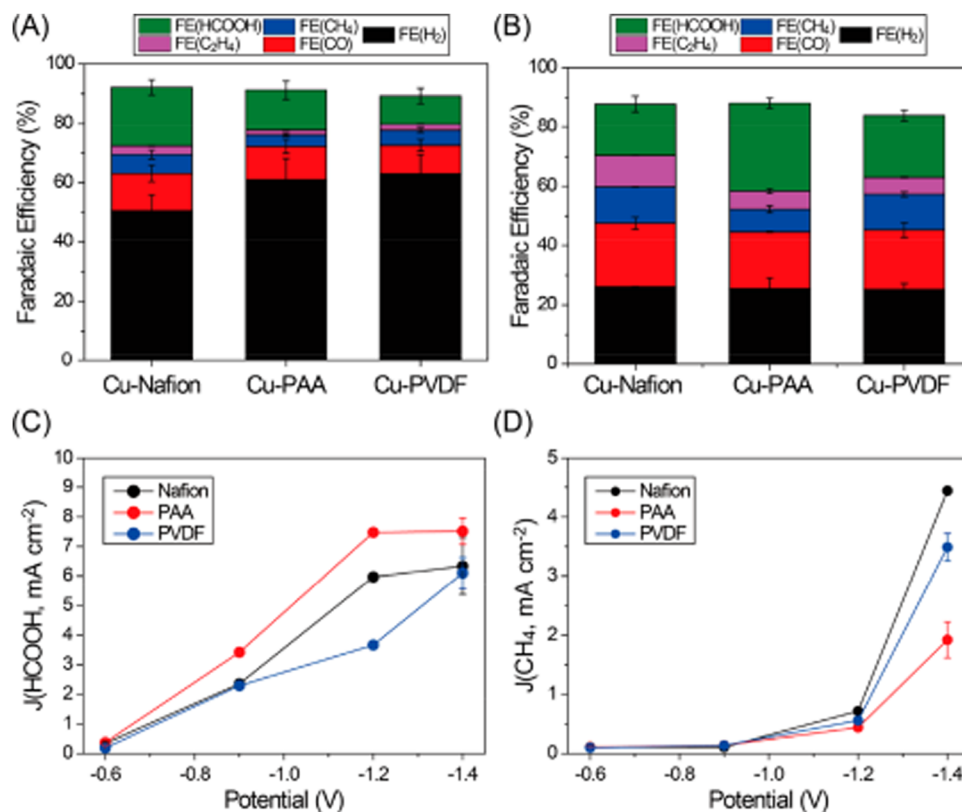 (A)
FE(HCOOH) FE(CH₄) FE(H₂)
FE(C₂H₄) FE(CO)
Faradaic Efficiency (%)
100
80
60
40
20
0
Cu-Nafion Cu-PAA Cu-PVDF
(B)
FE(HCOOH) FE(CH₄) FE(H₂)
FE(C₂H₄) FE(CO)
Faradaic Efficiency (%)
100
80
60
40
20
0
Cu-Nafion Cu-PAA Cu-PVDF
(C)
Nafion
PAA
PVDF
J(HCOOH, mA cm⁻²)
10
9
8
7
6
5
4
3
2
1
0
-0.6 -0.8 -1.0 -1.2 -1.4
Potential (V)
(D)
Nafion
PAA
PVDF
J(CH₄, mA cm⁻²)
5
4
3
2
1
0
-0.6 -0.8 -1.0 -1.2 -1.4
Potential (V)